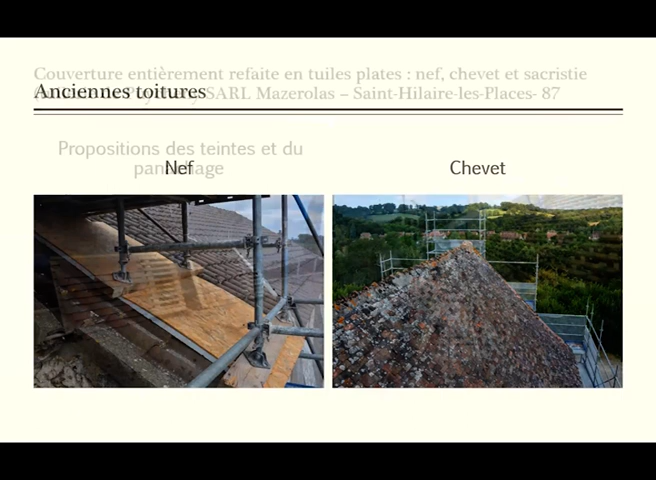 Couverture entièrement refaite en tuiles plates : nef, chevet et sacristie
Anciennes toitures
SARL Mazerolas – Saint-Hilaire-les-Places- 87
Propositions des teintes et du
Nef
Chevet